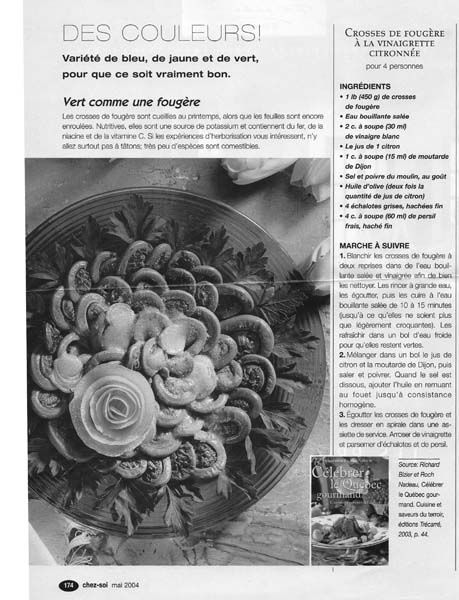 DES COULEURS!
Variété de bleu, de jaune et de vert,
pour que ce soit vraiment bon.
Vert comme une fougère
Les crosses de fougère sont cueillies au printemps, alors que les feuilles sont encore
enroulées. Nutritives, elles sont une source de potassium et contiennent du fer, de la
niacine et de la vitamine C. Si les expériences d'herborisation vous intéressent, n'y
allez surtout pas à tâtons; très peu d'espèces sont comestibles.
CROSSES DE FOUGÈRE
À LA VINAIGRETTE
CITRONNÉE
pour 4 personnes
INGRÉDIENTS
• 1 lb (450 g) de crosses
de fougère
• Eau bouillante salée
• 2 c. à soupe (30 ml)
de vinaigre blanc
• Le jus de 1 citron
• 1 c. à soupe (15 ml) de moutarde
de Dijon
• Sel et poivre du moulin, au goût
• Huile d'olive (deux fois la
quantité de jus de citron)
• 4 échalotes grises, hachées fin
• 4 c. à soupe (60 ml) de persil
frais, haché fin
MARCHE À SUIVRE
1. Blanchir les crosses de fougère à
deux reprises dans de l'eau bouil-
lante salée et vinaigrée afin de bien
les nettoyer. Les rincer à grande eau,
les égoutter, puis les cuire à l'eau
bouillante salée de 10 à 15 minutes
(jusqu'à ce qu'elles ne soient plus
que légèrement croquantes). Les
rafraîchir dans un bol d'eau froide
pour qu'elles restent vertes.
2. Mélanger dans un bol le jus de
citron et la moutarde de Dijon, puis
saler et poivrer. Quand le sel est
dissous, ajouter l'huile en remuant
au fouet jusqu'à consistance
homogène.
3. Égoutter les crosses de fougère et
les dresser en spirale dans une as-
siette de service. Arroser de vinaigrette
et parsemer d'échalotes et de persil.
Célébrer
le Québec
gourmand
Source: Richard
Bizier et Roch
Nadeau, Célébrer
le Québec gour-
mand. Cuisine et
saveurs du terroir,
éditions Trécarré,
2003, p. 44.
174 chez-soi mai 2004